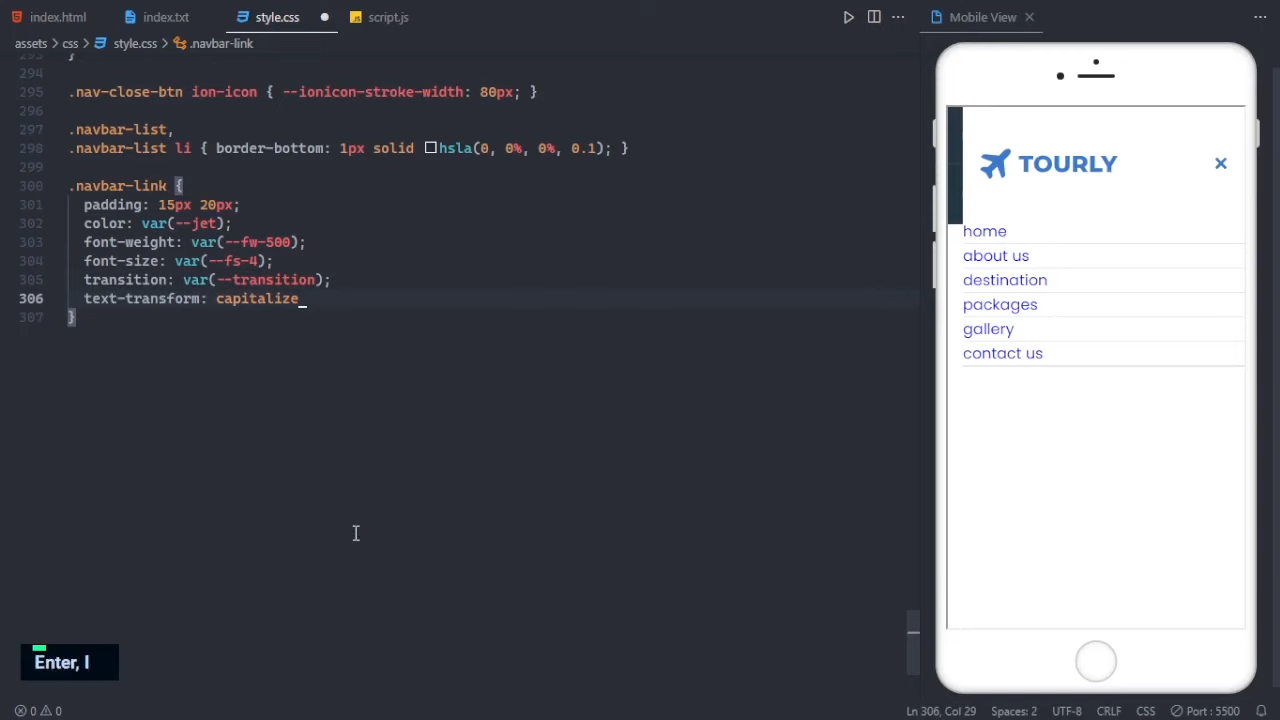 index.html index.txt style.css script.js Mobile View
assets > css > style.css > .navbar-link
293 }
294
295 .nav-close-btn ion-icon { --ionicon-stroke-width: 80px; }
296
297 .navbar-list,
298 .navbar-list li { border-bottom: 1px solid hsla(0, 0%, 0%, 0.1); }
299
300 .navbar-link {
301 padding: 15px 20px;
302 color: var(--jet);
303 font-weight: var(--fw-500);
304 font-size: var(--fs-4);
305 transition: var(--transition);
306 text-transform: capitalize_
307 }
TOURLY
home
about us
destination
packages
gallery
contact us
Enter, I
0 0 Ln 306, Col 29 Spaces: 2 UTF-8 CRLF CSS Port : 5500